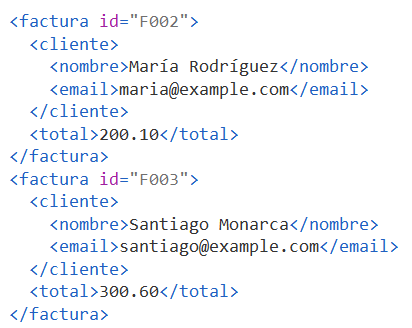 <factura id="F002">
  <cliente>
    <nombre>María Rodríguez</nombre>
    <email>maria@example.com</email>
  </cliente>
  <total>200.10</total>
</factura>
<factura id="F003">
  <cliente>
    <nombre>Santiago Monarca</nombre>
    <email>santiago@example.com</email>
  </cliente>
  <total>300.60</total>
</factura>